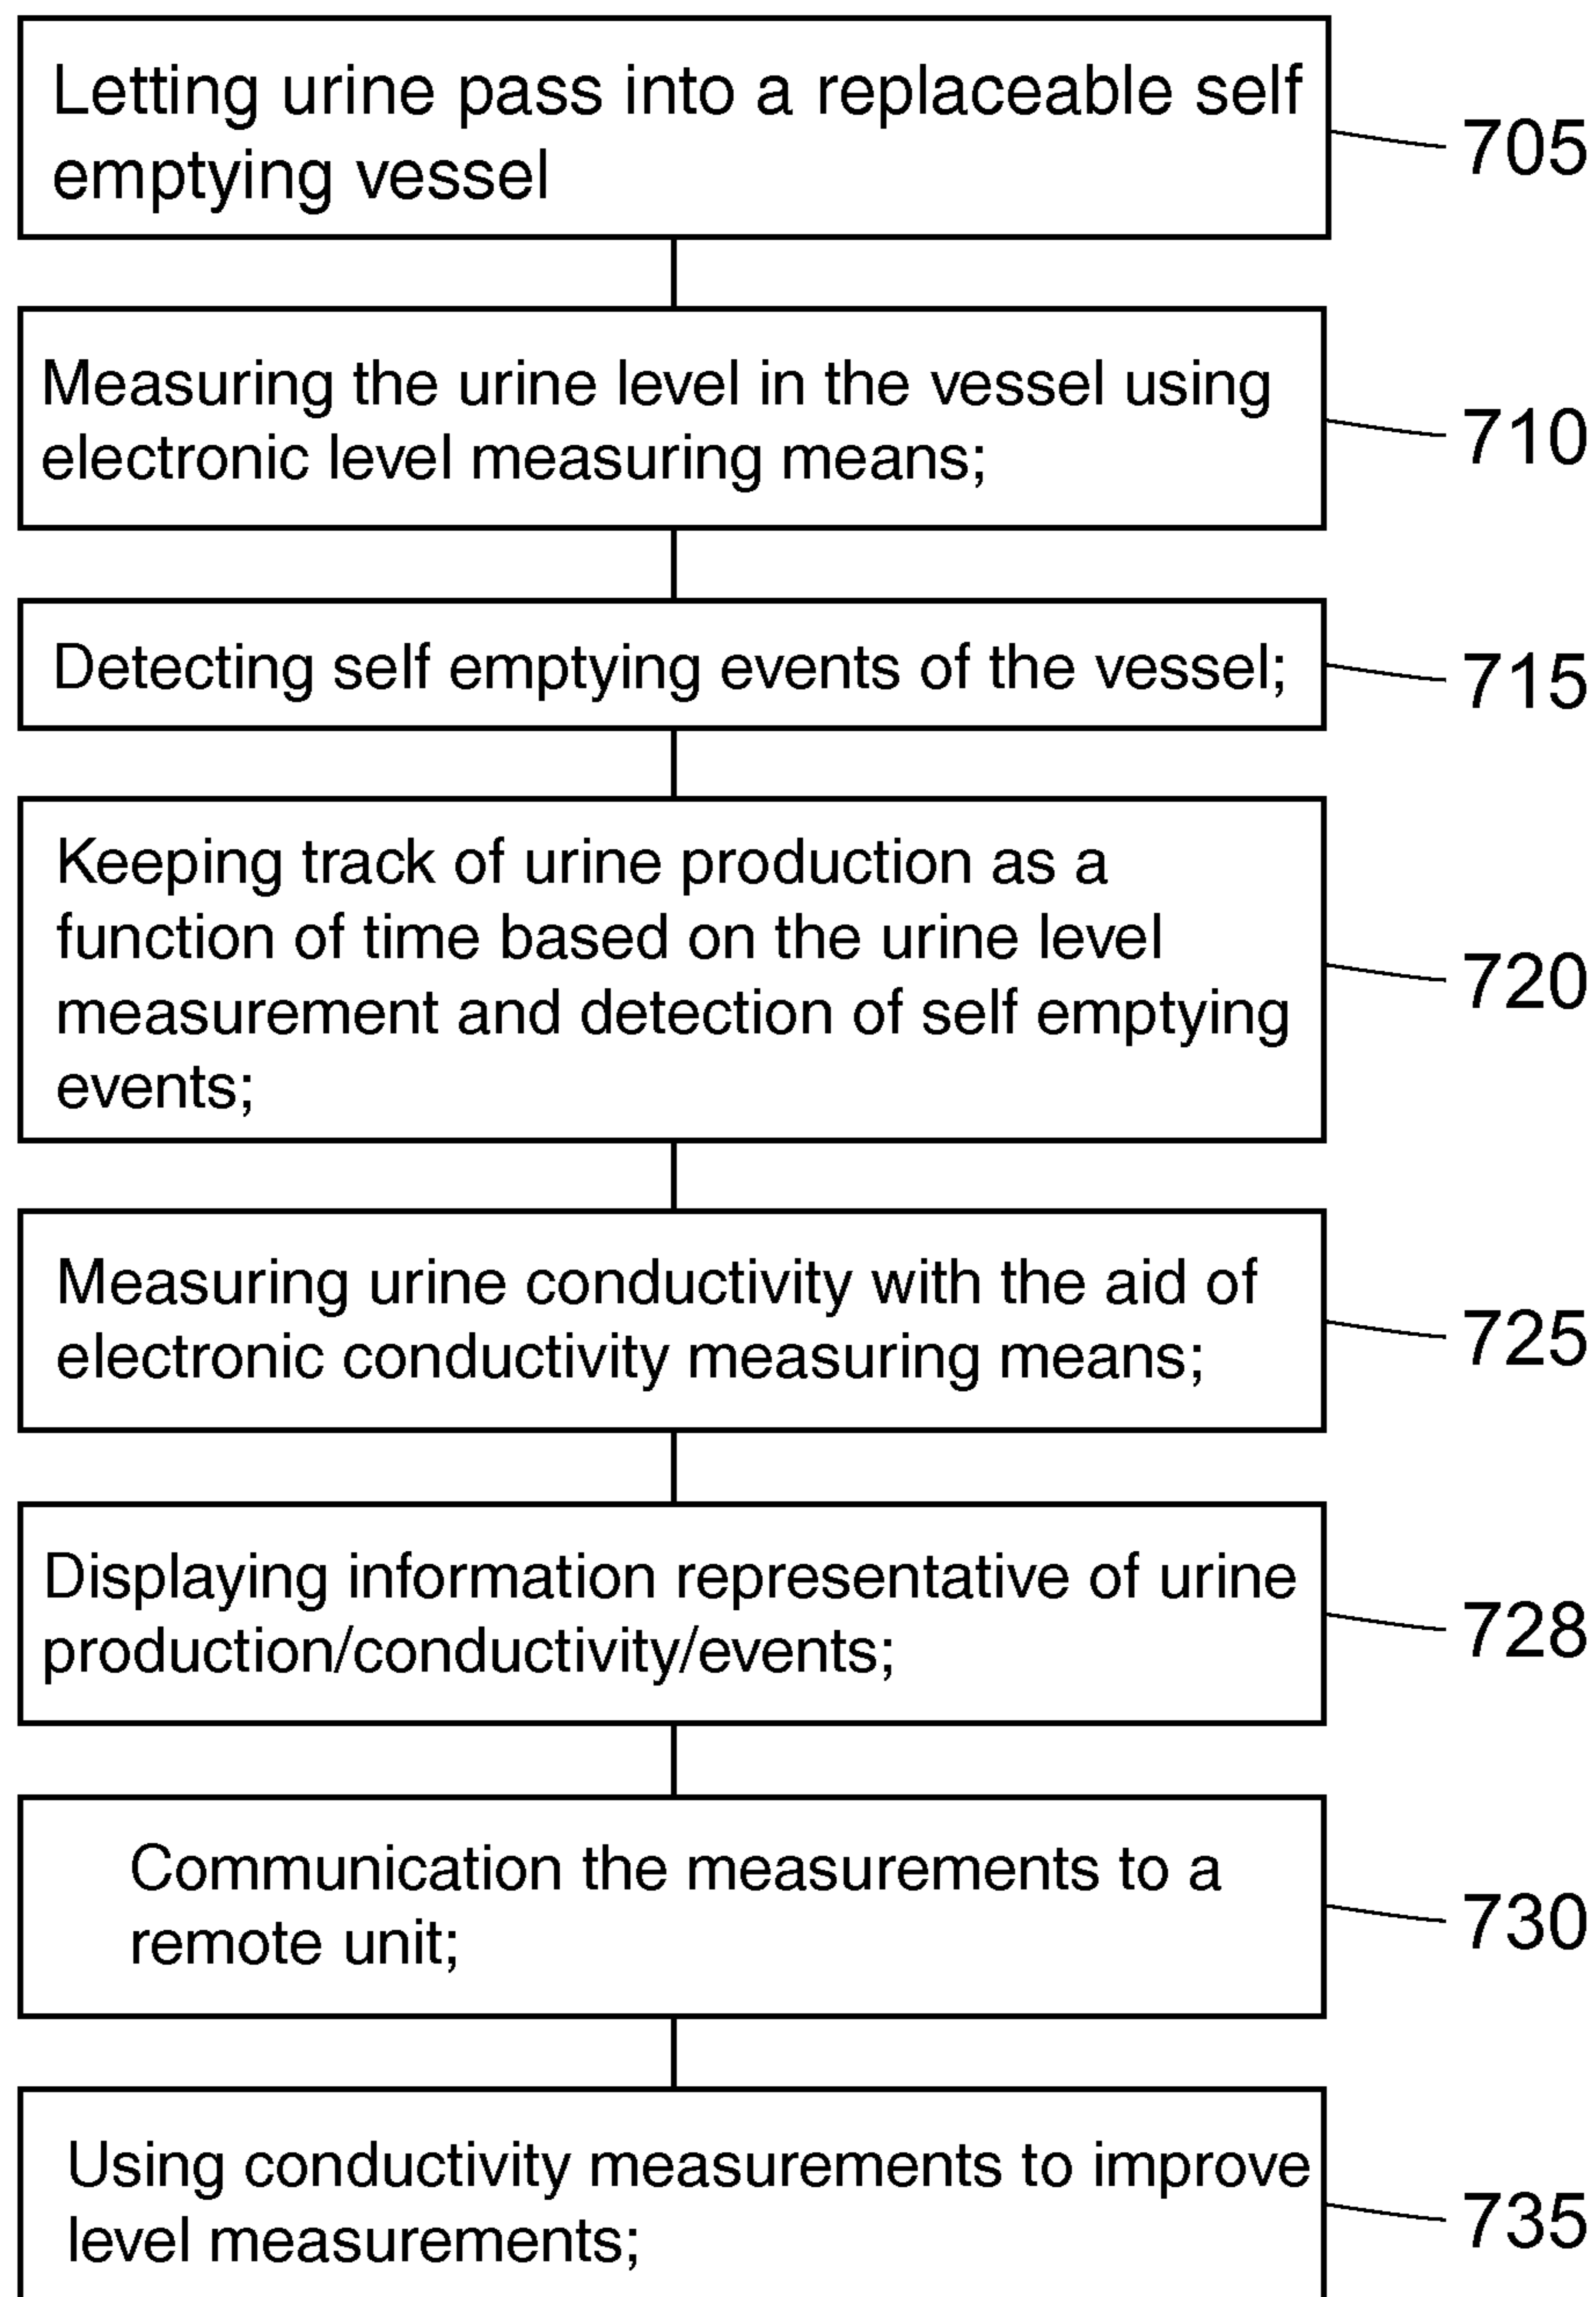 Letting urine pass into a replaceable self
emptying vessel
705
Measuring the urine level in the vessel using
electronic level measuring means;
710
Detecting self emptying events of the vessel;
715
Keeping track of urine production as a
function of time based on the urine level
measurement and detection of self emptying
events;
720
Measuring urine conductivity with the aid of
electronic conductivity measuring means;
725
Displaying information representative of urine
production/conductivity/events;
728
Communication the measurements to a
remote unit;
730
Using conductivity measurements to improve
level measurements;
735